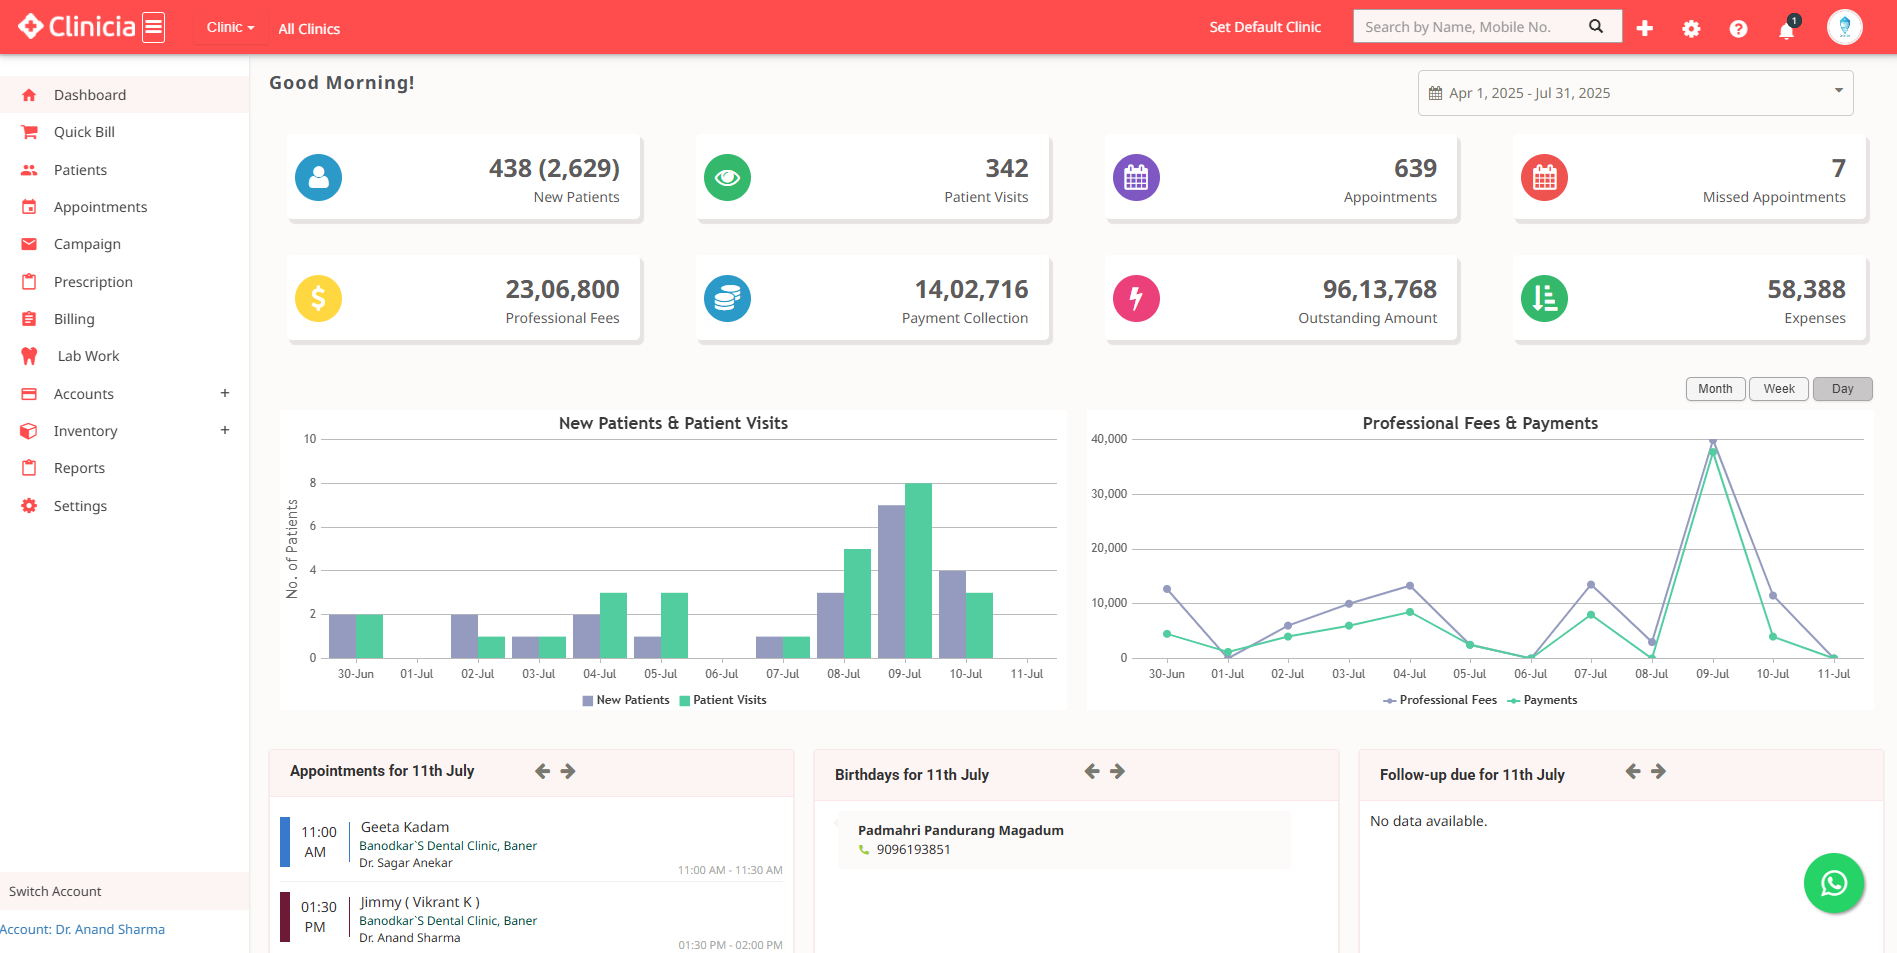 Clinicia
Clinic
All Clinics
Set Default Clinic
Search by Name, Mobile No.
1
Dashboard
Quick Bill
Patients
Appointments
Campaign
Prescription
Billing
Lab Work
Accounts +
Inventory +
Reports
Settings
Switch Account
Account: Dr. Anand Sharma
Good Morning!
Apr 1, 2025 - Jul 31, 2025
438 (2,629)
New Patients
342
Patient Visits
639
Appointments
7
Missed Appointments
23,06,800
Professional Fees
14,02,716
Payment Collection
96,13,768
Outstanding Amount
58,388
Expenses
Month Week Day
New Patients & Patient Visits
No. of Patients
10
8
6
4
2
0
30-Jun 01-Jul 02-Jul 03-Jul 04-Jul 05-Jul 06-Jul 07-Jul 08-Jul 09-Jul 10-Jul 11-Jul
New Patients Patient Visits
Professional Fees & Payments
40,000
30,000
20,000
10,000
0
30-Jun 01-Jul 02-Jul 03-Jul 04-Jul 05-Jul 06-Jul 07-Jul 08-Jul 09-Jul 10-Jul 11-Jul
Professional Fees Payments
Appointments for 11th July
11:00 AM
Geeta Kadam
Banodkar`S Dental Clinic, Baner
Dr. Sagar Anekar
11:00 AM - 11:30 AM
01:30 PM
Jimmy ( Vikrant K )
Banodkar`S Dental Clinic, Baner
Dr. Anand Sharma
01:30 PM - 02:00 PM
Birthdays for 11th July
Padmahri Pandurang Magadum
9096193851
Follow-up due for 11th July
No data available.